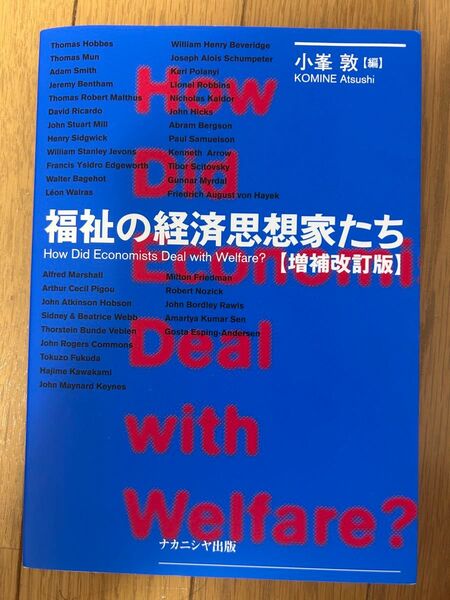 小峯 敦【編】
KOMINE Atsushi
Thomas Hobbes
Thomas Mun
Adam Smith
Jeremy Bentham
Thomas Robert Malthus
David Ricardo
John Stuart Mill
Henry Sidgwick
William Stanley Jevons
Francis Ysidro Edgeworth
Walter Bagehot
Léon Walras
William Henry Beveridge
Joseph Alois Schumpeter
Karl Polanyi
Lionel Robbins
Nicholas Kaldor
John Hicks
Abram Bergson
Paul Samuelson
Kenneth Arrow
Tibor Scitovsky
Gunnar Myrdal
Friedrich August von Hayek
福祉の経済思想家たち
How Did Economists Deal with Welfare?
【増補改訂版】
Alfred Marshall
Arthur Cecil Pigou
John Atkinson Hobson
Sidney & Beatrice Webb
Thorstein Bunde Veblen
John Rogers Commons
Tokuzo Fukuda
Hajime Kawakami
John Maynard Keynes
Milton Friedman
Robert Nozick
John Bordley Rawls
Amartya Kumar Sen
Gosta Esping-Andersen
How
Did
Economi
Deal
with
Welfare?
ナカニシヤ出版